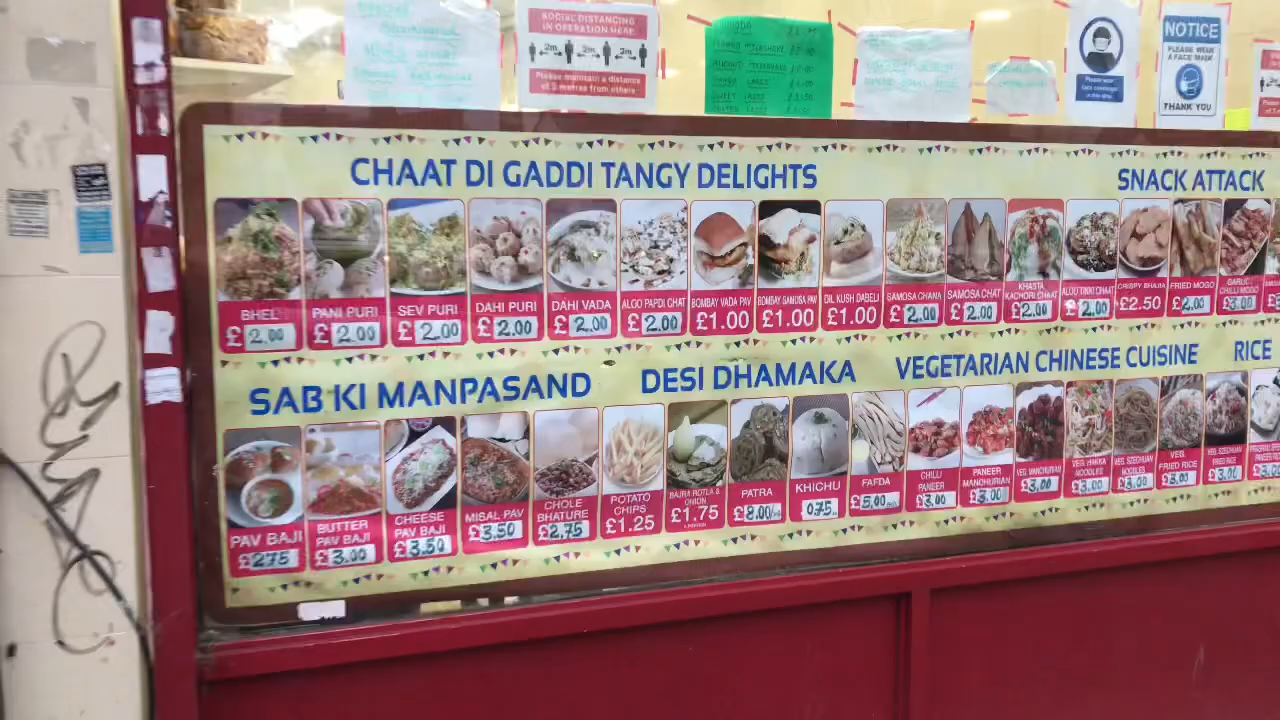 SOCIAL DISTANCING
IN OPERATION HERE
2m 2m 2m
Please maintain a distance
of 2 metres from others
NOTICE
PLEASE WEAR
A FACE MASK
THANK YOU
CHAAT DI GADDI TANGY DELIGHTS
SNACK ATTACK
BHEL
£ 2.00
PANI PURI
£ 2.00
SEV PURI
£ 2.00
DAHI PURI
£ 2.00
DAHI VADA
£ 2.00
ALOO PAPDI CHAT
£ 2.00
BOMBAY VADA PAV
£1.00
BOMBAY SAMOSA PAV
£1.00
DIL KUSH DABELI
£1.00
SAMOSA CHANA
£ 2.00
SAMOSA CHAT
£ 2.00
KHASTA
KACHORI CHAAT
£ 2.00
ALOO TIKKI CHAAT
£ 2.00
CRISPY BHAJIA
£2.50
FRIED MOGO
£2.00
GARLIC
CHILLI MOGO
£3.00
SAB KI MANPASAND
DESI DHAMAKA
VEGETARIAN CHINESE CUISINE
RICE
PAV BAJI
£2.75
BUTTER
PAV BAJI
£3.00
CHEESE
PAV BAJI
£3.50
MISAL PAV
£3.50
CHOLE
BHATURE
£2.75
POTATO
CHIPS
£1.25
BAJRA ROTLA &
ONION
£1.75
PATRA
£8.00
KHICHU
0.75
FAFDA
£5.00
CHILLI
PANEER
£3.00
PANEER
MANCHURIAN
£3.00
VEG. MANCHURIAN
£3.00
VEG. HAKKA
NOODLES
£3.00
VEG. SZECHUAN
NOODLES
£3.00
VEG.
FRIED RICE
£3.00
VEG. SZECHUAN
FRIED RICE
£3.00